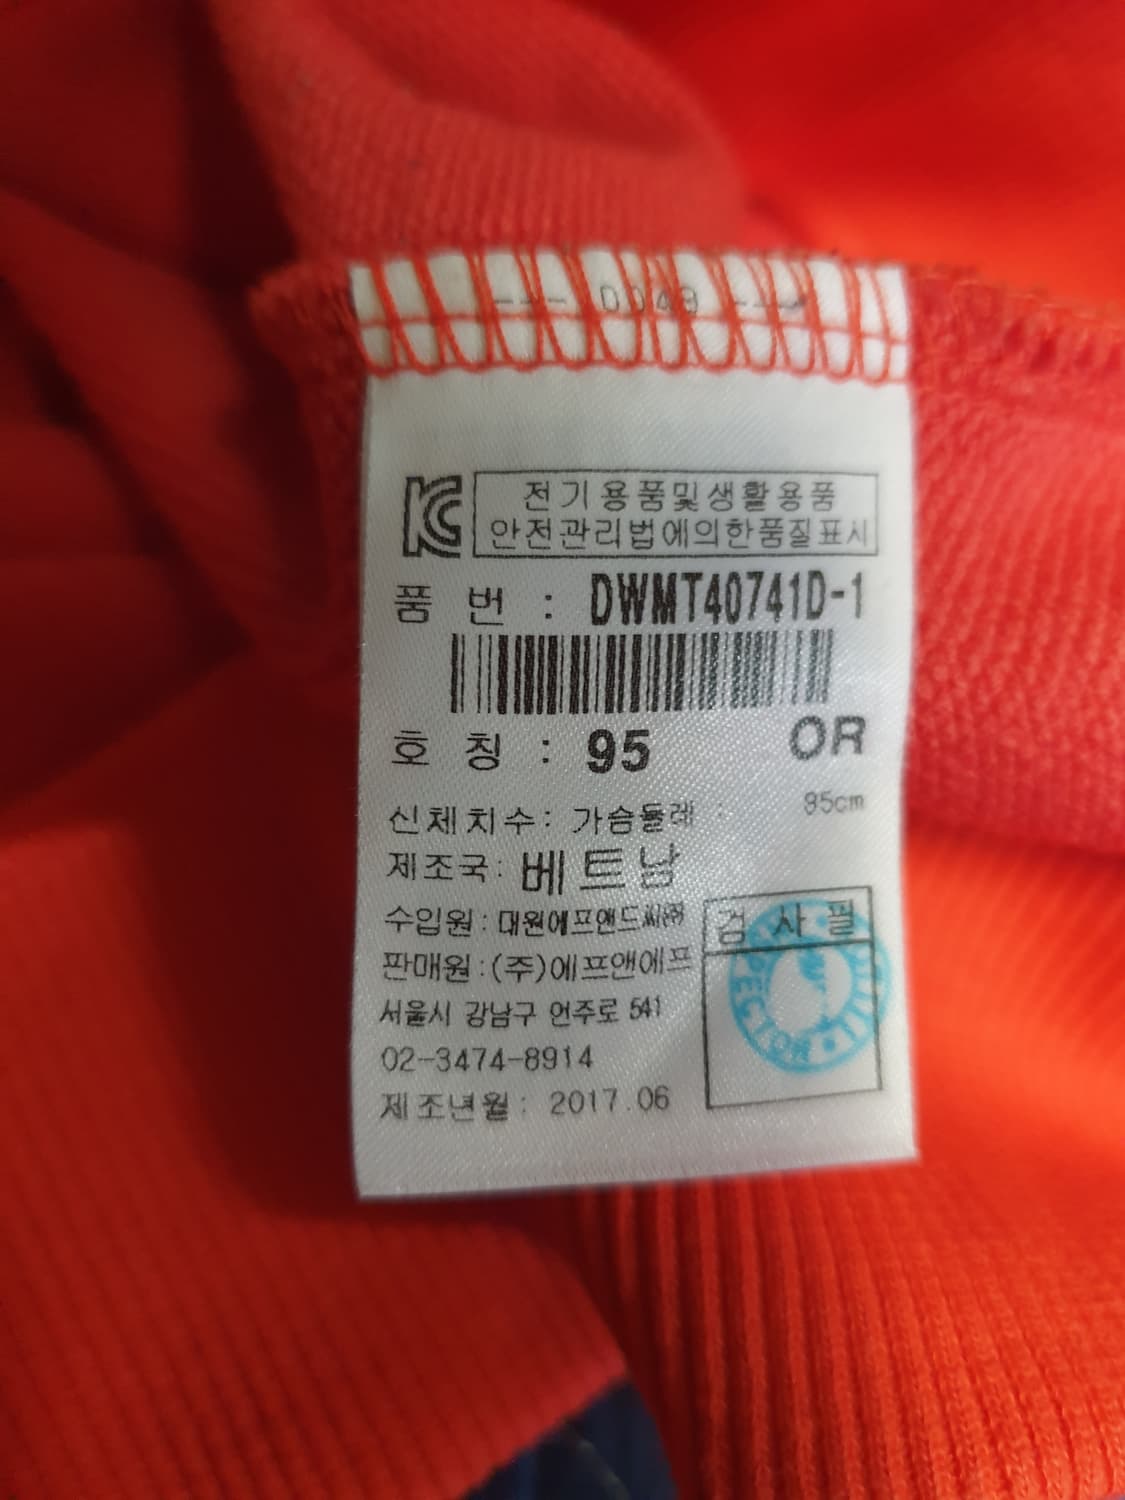 --- 0048 ---
KC
전기용품및생활용품
안전관리법에의한품질표시
품 번 : DWMT40741D-1
호 칭 : 95 OR
신체치수: 가슴둘레 : 95cm
제조국: 베트남
수입원 : 대원에프앤드씨㈜
판매원 : (주)에프앤에프
서울시 강남구 언주로 541
02-3474-8914
제조년월 : 2017.06
검 사 필